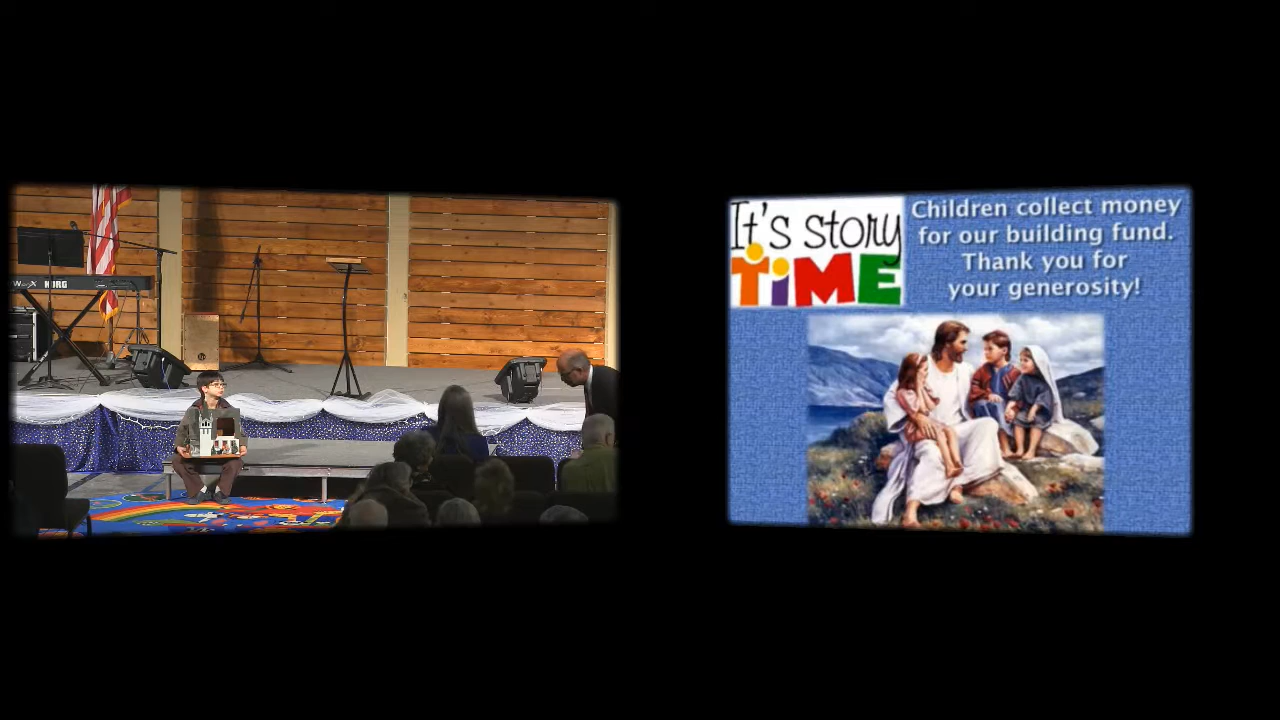 KORG
It's story
TiME
Children collect money
for our building fund.
Thank you for
your generosity!